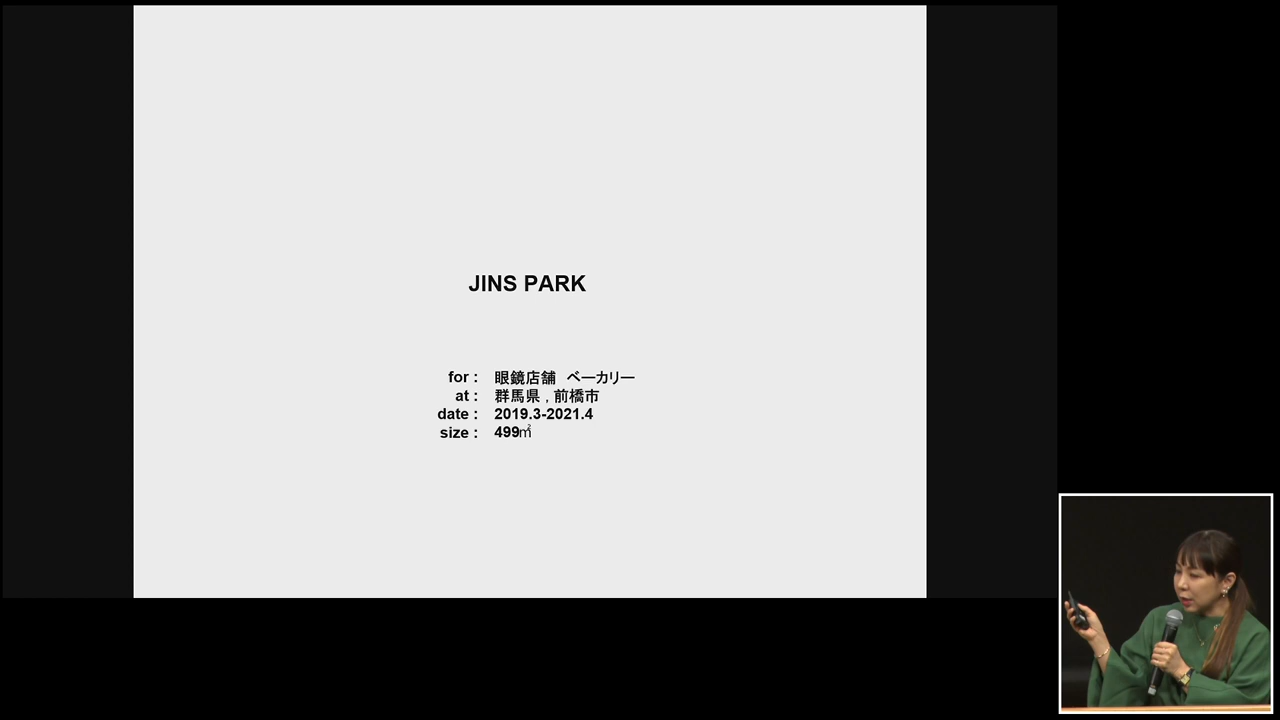 JINS PARK
for : 眼鏡店舗　ベーカリー
at : 群馬県 , 前橋市
date : 2019.3-2021.4
size : 499㎡